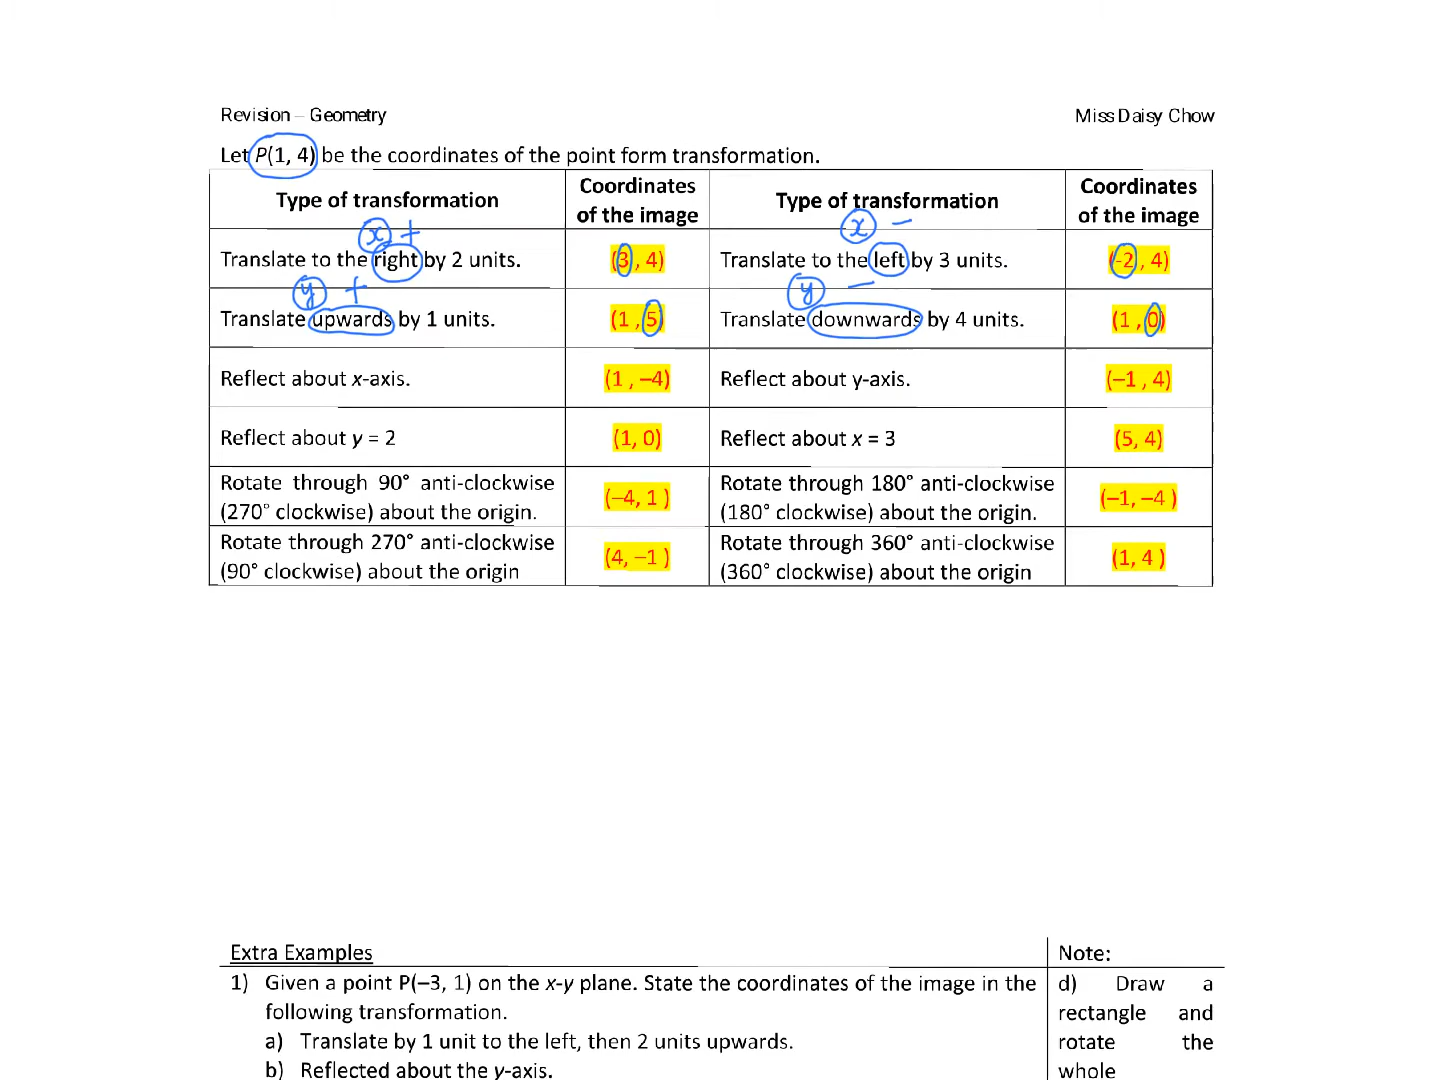 Revision – Geometry Miss Daisy Chow
Let P(1, 4) be the coordinates of the point form transformation.
Type of transformation Coordinates of the image Type of transformation Coordinates of the image
x + x −
Translate to the right by 2 units. (3 , 4) Translate to the left by 3 units. (-2 , 4)
y + y −
Translate upwards by 1 units. (1 , 5) Translate downwards by 4 units. (1 , 0)
Reflect about x-axis. (1 , –4) Reflect about y-axis. (–1 , 4)
Reflect about y = 2 (1, 0) Reflect about x = 3 (5, 4)
Rotate through 90° anti-clockwise
(270° clockwise) about the origin. (–4, 1 )
Rotate through 180° anti-clockwise
(180° clockwise) about the origin. (–1, –4 )
Rotate through 270° anti-clockwise
(90° clockwise) about the origin (4, –1 )
Rotate through 360° anti-clockwise
(360° clockwise) about the origin (1, 4 )
Extra Examples
1) Given a point P(–3, 1) on the x-y plane. State the coordinates of the image in the
following transformation.
a) Translate by 1 unit to the left, then 2 units upwards.
b) Reflected about the y-axis.
Note:
d) Draw a
rectangle and
rotate the
whole